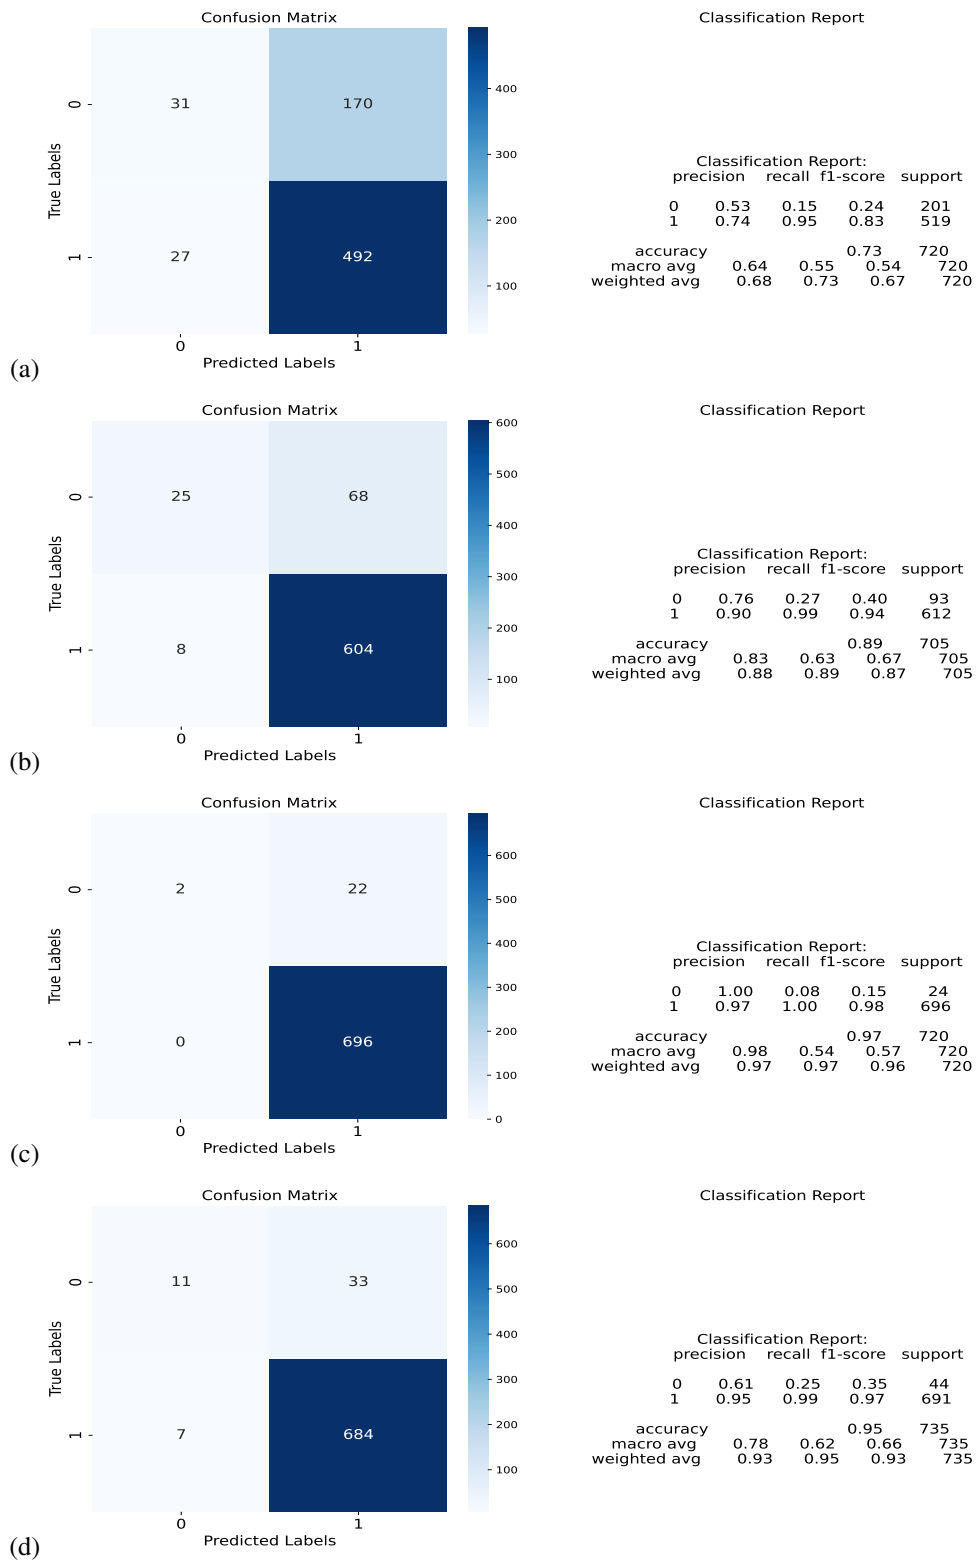 Confusion Matrix
Classification Report
0
31
170
400
300
200
100
True Labels
1
27
492
0
1
Predicted Labels
Classification Report:
precision recall f1-score support
0 0.53 0.15 0.24 201
1 0.74 0.95 0.83 519
accuracy 0.73 720
macro avg 0.64 0.55 0.54 720
weighted avg 0.68 0.73 0.67 720
(a)
Confusion Matrix
Classification Report
0
25
68
600
500
400
300
200
100
True Labels
1
8
604
0
1
Predicted Labels
Classification Report:
precision recall f1-score support
0 0.76 0.27 0.40 93
1 0.90 0.99 0.94 612
accuracy 0.89 705
macro avg 0.83 0.63 0.67 705
weighted avg 0.88 0.89 0.87 705
(b)
Confusion Matrix
Classification Report
0
2
22
600
500
400
300
200
100
0
True Labels
1
0
696
0
1
Predicted Labels
Classification Report:
precision recall f1-score support
0 1.00 0.08 0.15 24
1 0.97 1.00 0.98 696
accuracy 0.97 720
macro avg 0.98 0.54 0.57 720
weighted avg 0.97 0.97 0.96 720
(c)
Confusion Matrix
Classification Report
0
11
33
600
500
400
300
200
100
True Labels
1
7
684
0
1
Predicted Labels
Classification Report:
precision recall f1-score support
0 0.61 0.25 0.35 44
1 0.95 0.99 0.97 691
accuracy 0.95 735
macro avg 0.78 0.62 0.66 735
weighted avg 0.93 0.95 0.93 735
(d)